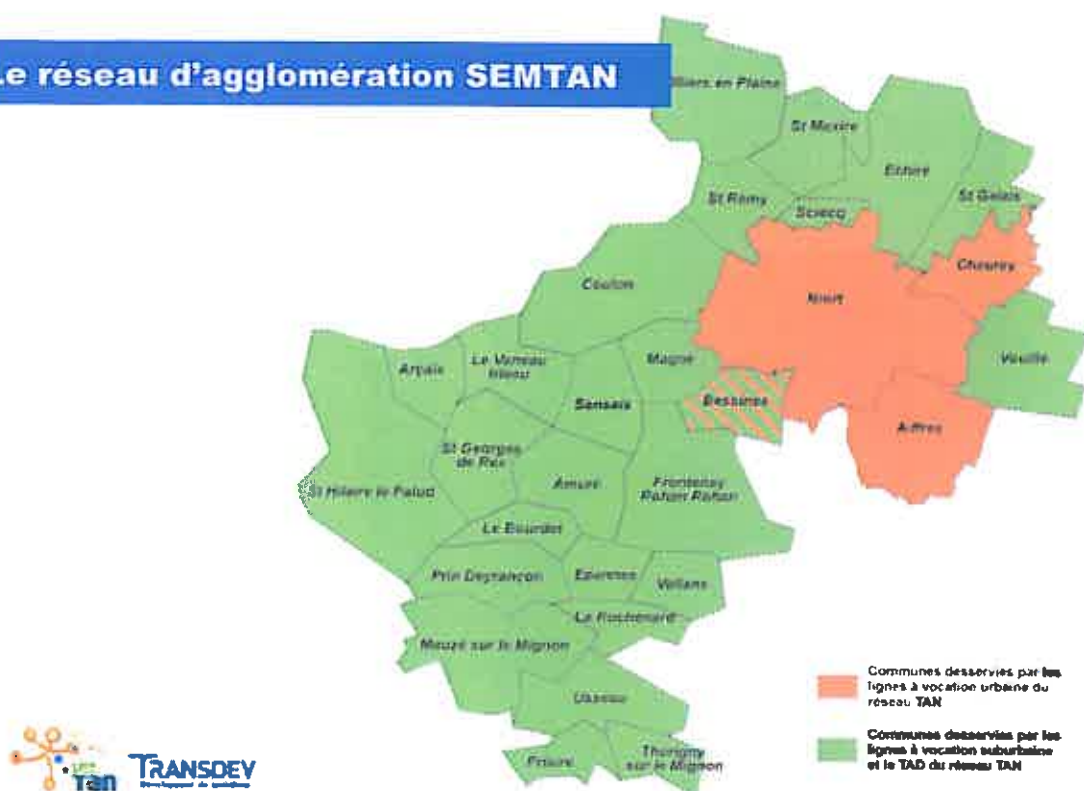 Le réseau d'agglomération SEMTAN
illiers en Plaine
St Maxire
Echiré
St Rémy
Sciecq
St Gelais
Chauray
Niort
Coulon
Vouillé
Magné
Bessines
Aiffres
Arçais
Le Vanneau
Irleau
Sansais
St Georges
de Rex
St Hilaire la Palud
Amuré
Frontenay
Rohan Rohan
Le Bourdet
Prin Deyrançon
Epannes
Vallans
La Rochénard
Mauzé sur le Mignon
Usseau
Priaire
Thorigny
sur le Mignon
Communes desservies par les
lignes à vocation urbaine du
réseau TAN
Communes desservies par les
lignes à vocation suburbaine
et le TAD du réseau TAN
Tan
TRANSDEV